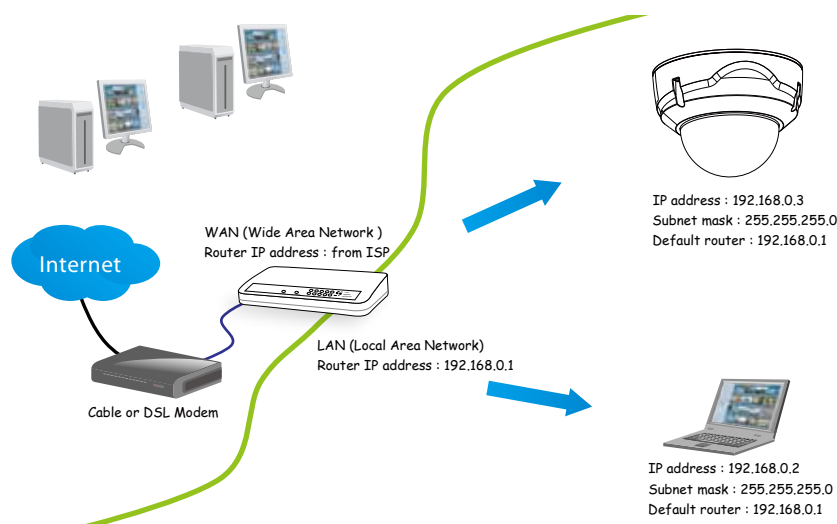 WAN (Wide Area Network )
Router IP address : from ISP
Internet
Cable or DSL Modem
LAN (Local Area Network)
Router IP address : 192.168.0.1
IP address : 192.168.0.3
Subnet mask : 255.255.255.0
Default router : 192.168.0.1
IP address : 192.168.0.2
Subnet mask : 255.255.255.0
Default router : 192.168.0.1